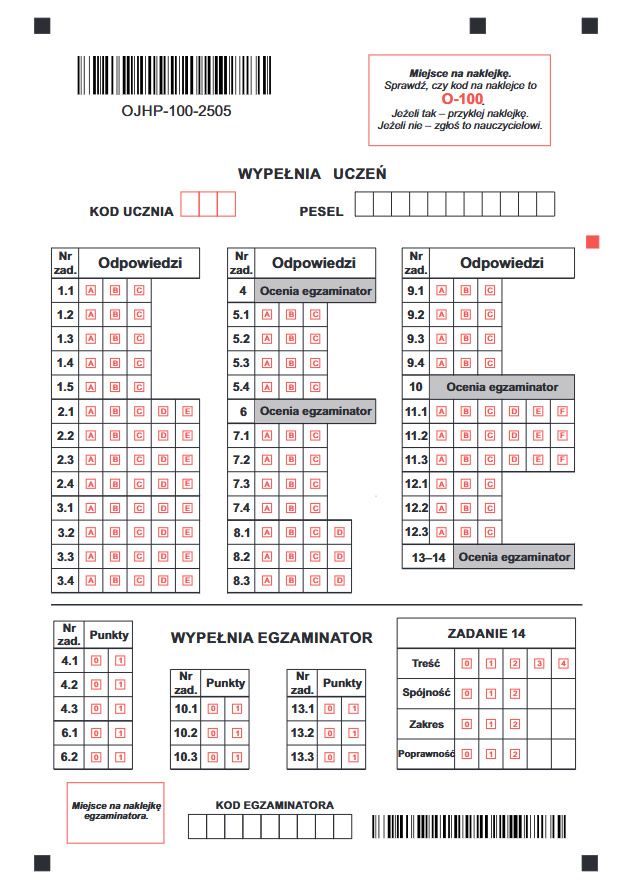 OJHP-100-2505
Miejsce na naklejkę.
Sprawdź, czy kod na naklejce to
O-100.
Jeżeli tak – przyklej naklejkę.
Jeżeli nie – zgłoś to nauczycielowi.
WYPEŁNIA UCZEŃ
KOD UCZNIA
PESEL
Nr zad. Odpowiedzi
1.1 A B C
1.2 A B C
1.3 A B C
1.4 A B C
1.5 A B C
2.1 A B C D E
2.2 A B C D E
2.3 A B C D E
2.4 A B C D E
3.1 A B C D E
3.2 A B C D E
3.3 A B C D E
3.4 A B C D E
Nr zad. Odpowiedzi
4 Ocenia egzaminator
5.1 A B C
5.2 A B C
5.3 A B C
5.4 A B C
6 Ocenia egzaminator
7.1 A B C
7.2 A B C
7.3 A B C
7.4 A B C
8.1 A B C D
8.2 A B C D
8.3 A B C D
Nr zad. Odpowiedzi
9.1 A B C
9.2 A B C
9.3 A B C
9.4 A B C
10 Ocenia egzaminator
11.1 A B C D E F
11.2 A B C D E F
11.3 A B C D E F
12.1 A B C
12.2 A B C
12.3 A B C
13–14 Ocenia egzaminator
WYPEŁNIA EGZAMINATOR
Nr zad. Punkty
4.1 0 1
4.2 0 1
4.3 0 1
6.1 0 1
6.2 0 1
Nr zad. Punkty
10.1 0 1
10.2 0 1
10.3 0 1
Nr zad. Punkty
13.1 0 1
13.2 0 1
13.3 0 1
ZADANIE 14
Treść 0 1 2 3 4
Spójność 0 1 2
Zakres 0 1 2
Poprawność 0 1 2
Miejsce na naklejkę
egzaminatora.
KOD EGZAMINATORA